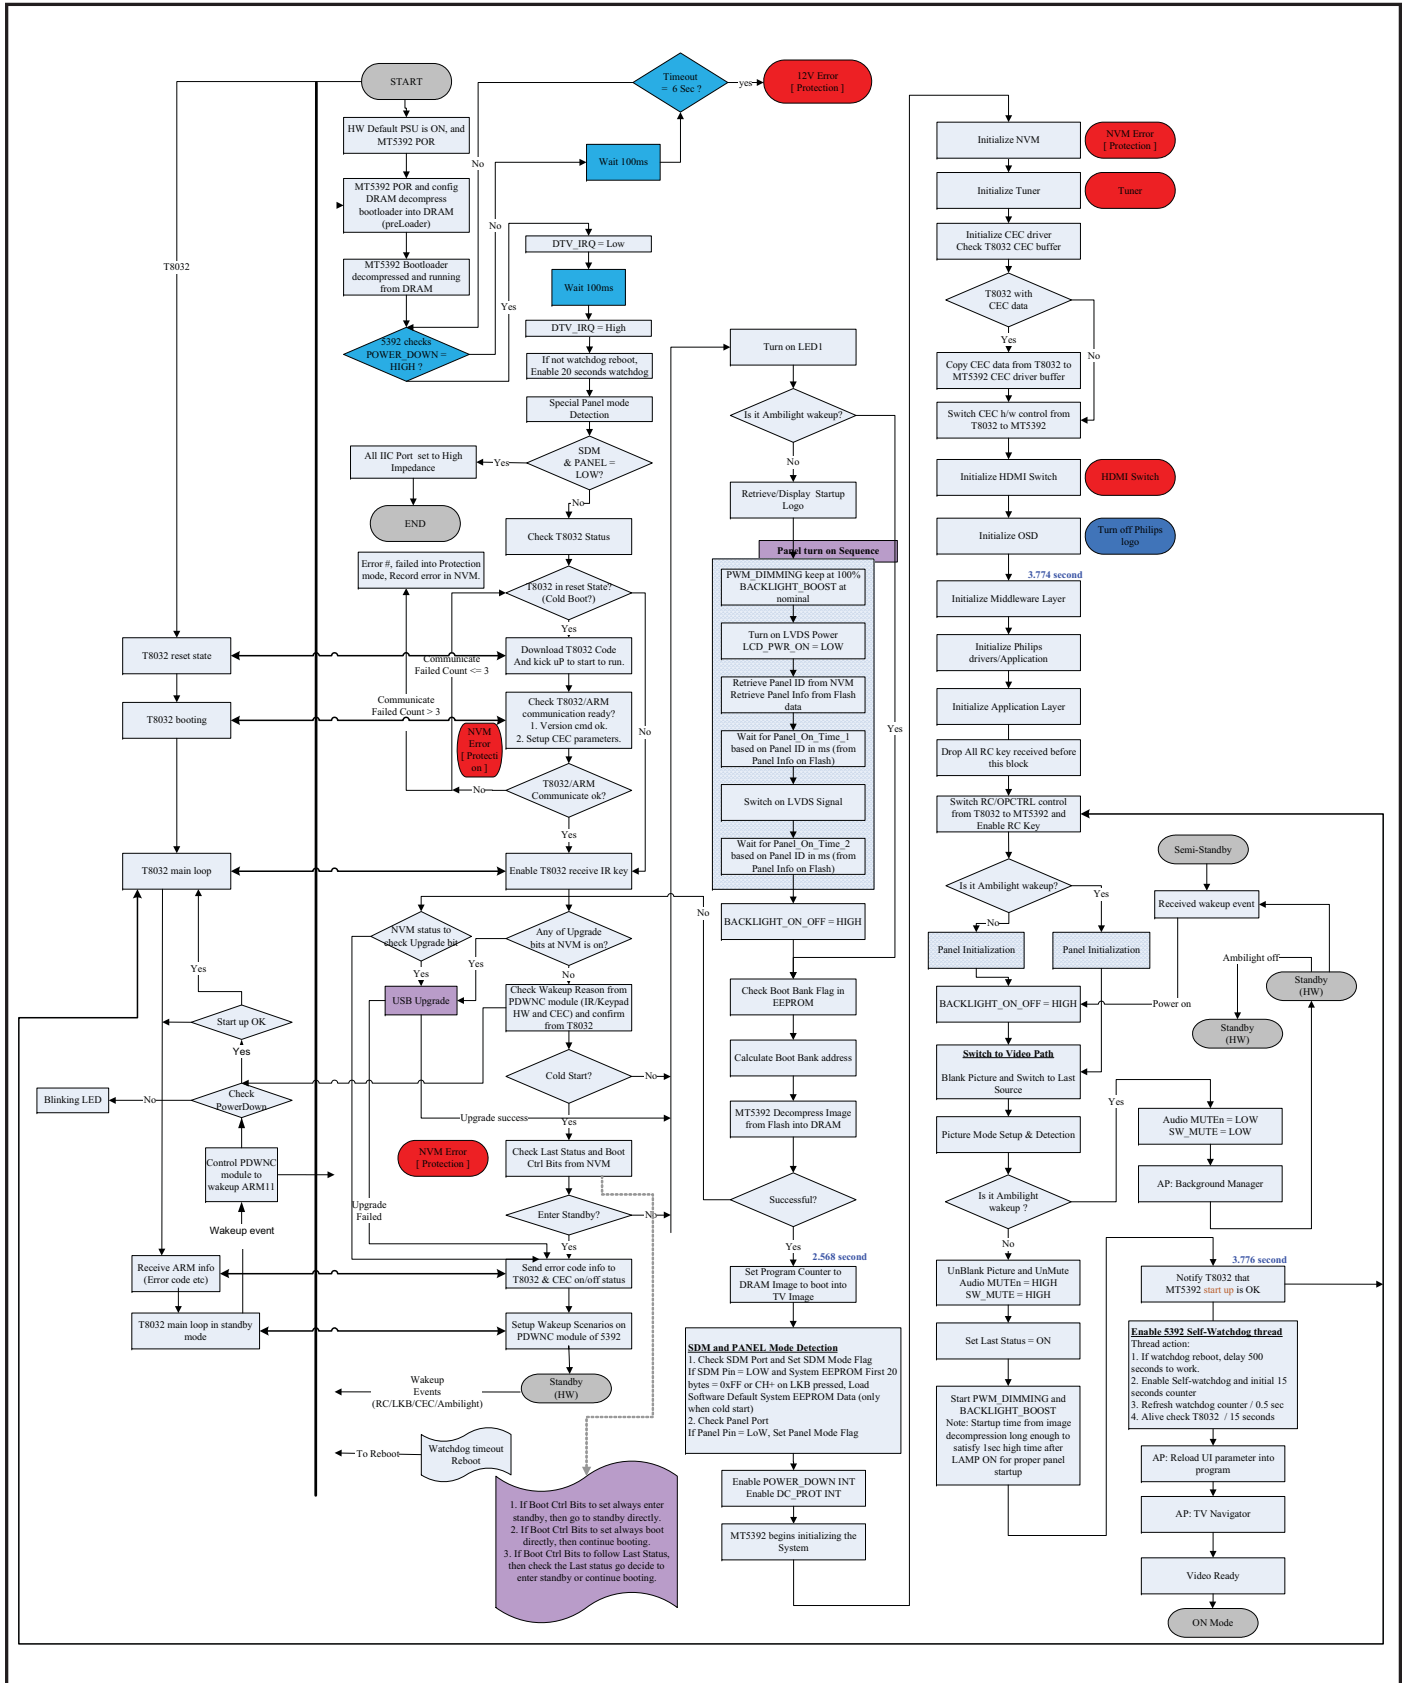 START
HW Default PSU is ON, and
MT5392 POR
MT5392 POR and config
DRAM decompress
bootloader into DRAM
(preLoader)
MT5392 Bootloader
decompressed and running
from DRAM
5392 checks
POWER_DOWN =
HIGH ?
T8032
No
No
Yes
Timeout
= 6 Sec ?
yes
12V Error
[ Protection ]
Wait 100ms
DTV_IRQ = Low
Wait 100ms
DTV_IRQ = High
If not watchdog reboot,
Enable 20 seconds watchdog
Special Panel mode
Detection
SDM
& PANEL =
LOW?
Yes
All IIC Port set to High
Impedance
END
No
Check T8032 Status
Error #, failed into Protection
mode, Record error in NVM.
T8032 in reset State?
(Cold Boot?)
Yes
No
Download T8032 Code
And kick uP to start to run.
Communicate
Failed Count <= 3
Communicate
Failed Count > 3
Check T8032/ARM
communication ready?
1. Version cmd ok.
2. Setup CEC parameters.
NVM
Error
[ Protecti
on ]
T8032/ARM
Communicate ok?
No
Yes
Enable T8032 receive IR key
T8032 reset state
T8032 booting
T8032 main loop
NVM status to
check Upgrade bit
Any of Upgrade
bits at NVM is on?
Yes
Yes
No
No
USB Upgrade
Check Wakeup Reason from
PDWNC module (IR/Keypad
HW and CEC) and confirm
from T8032
Cold Start?
No
Yes
Upgrade success
NVM Error
[ Protection ]
Check Last Status and Boot
Ctrl Bits from NVM
Enter Standby?
No
Yes
Upgrade
Failed
Send error code info to
T8032 & CEC on/off status
Setup Wakeup Scenarios on
PDWNC module of 5392
Standby
(HW)
Wakeup
Events
(RC/LKB/CEC/Ambilight)
To Reboot
Watchdog timeout
Reboot
1. If Boot Ctrl Bits to set always enter
standby, then go to standby directly.
2. If Boot Ctrl Bits to set always boot
directly, then continue booting.
3. If Boot Ctrl Bits to follow Last Status,
then check the Last status go decide to
enter standby or continue booting.
Yes
Start up OK
Yes
Check
PowerDown
No
Blinking LED
Control PDWNC
module to
wakeup ARM11
Wakeup event
Receive ARM info
(Error code etc)
T8032 main loop in standby
mode
Turn on LED1
Is it Ambilight wakeup?
No
Yes
Retrieve/Display Startup
Logo
Panel turn on Sequence
PWM_DIMMING keep at 100%
BACKLIGHT_BOOST at
nominal
Turn on LVDS Power
LCD_PWR_ON = LOW
Retrieve Panel ID from NVM
Retrieve Panel Info from Flash
data
Wait for Panel_On_Time_1
based on Panel ID in ms (from
Panel Info on Flash)
Switch on LVDS Signal
Wait for Panel_On_Time_2
based on Panel ID in ms (from
Panel Info on Flash)
BACKLIGHT_ON_OFF = HIGH
Check Boot Bank Flag in
EEPROM
Calculate Boot Bank address
MT5392 Decompress Image
from Flash into DRAM
Successful?
Yes
2.568 second
Set Program Counter to
DRAM Image to boot into
TV Image
SDM and PANEL Mode Detection
1. Check SDM Port and Set SDM Mode Flag
If SDM Pin = LOW and System EEPROM First 20
bytes = 0xFF or CH+ on LKB pressed, Load
Software Default System EEPROM Data (only
when cold start)
2. Check Panel Port
If Panel Pin = LoW, Set Panel Mode Flag
Enable POWER_DOWN INT
Enable DC_PROT INT
MT5392 begins initializing the
System
Initialize NVM
NVM Error
[ Protection ]
Initialize Tuner
Tuner
Initialize CEC driver
Check T8032 CEC buffer
T8032 with
CEC data
Yes
No
Copy CEC data from T8032 to
MT5392 CEC driver buffer
Switch CEC h/w control from
T8032 to MT5392
Initialize HDMI Switch
HDMI Switch
Initialize OSD
Turn off Philips
logo
3.774 second
Initialize Middleware Layer
Initialize Philips
drivers/Application
Initialize Application Layer
Drop All RC key received before
this block
Switch RC/OPCTRL control
from T8032 to MT5392 and
Enable RC Key
Is it Ambilight wakeup?
No
Yes
Panel Initialization
Panel Initialization
BACKLIGHT_ON_OFF = HIGH
Power on
Semi-Standby
Received wakeup event
Ambilight off
Standby
(HW)
Standby
(HW)
Switch to Video Path
Blank Picture and Switch to Last
Source
Picture Mode Setup & Detection
Is it Ambilight
wakeup ?
Yes
No
Audio MUTEn = LOW
SW_MUTE = LOW
AP: Background Manager
UnBlank Picture and UnMute
Audio MUTEn = HIGH
SW_MUTE = HIGH
Set Last Status = ON
Start PWM_DIMMING and
BACKLIGHT_BOOST
Note: Startup time from image
decompression long enough to
satisfy 1sec high time after
LAMP ON for proper panel
startup
3.776 second
Notify T8032 that
MT5392 start up is OK
Enable 5392 Self-Watchdog thread
Thread action:
1. If watchdog reboot, delay 500
seconds to work.
2. Enable Self-watchdog and initial 15
seconds counter
3. Refresh watchdog counter / 0.5 sec
4. Alive check T8032 / 15 seconds
AP: Reload UI parameter into
program
AP: TV Navigator
Video Ready
ON Mode